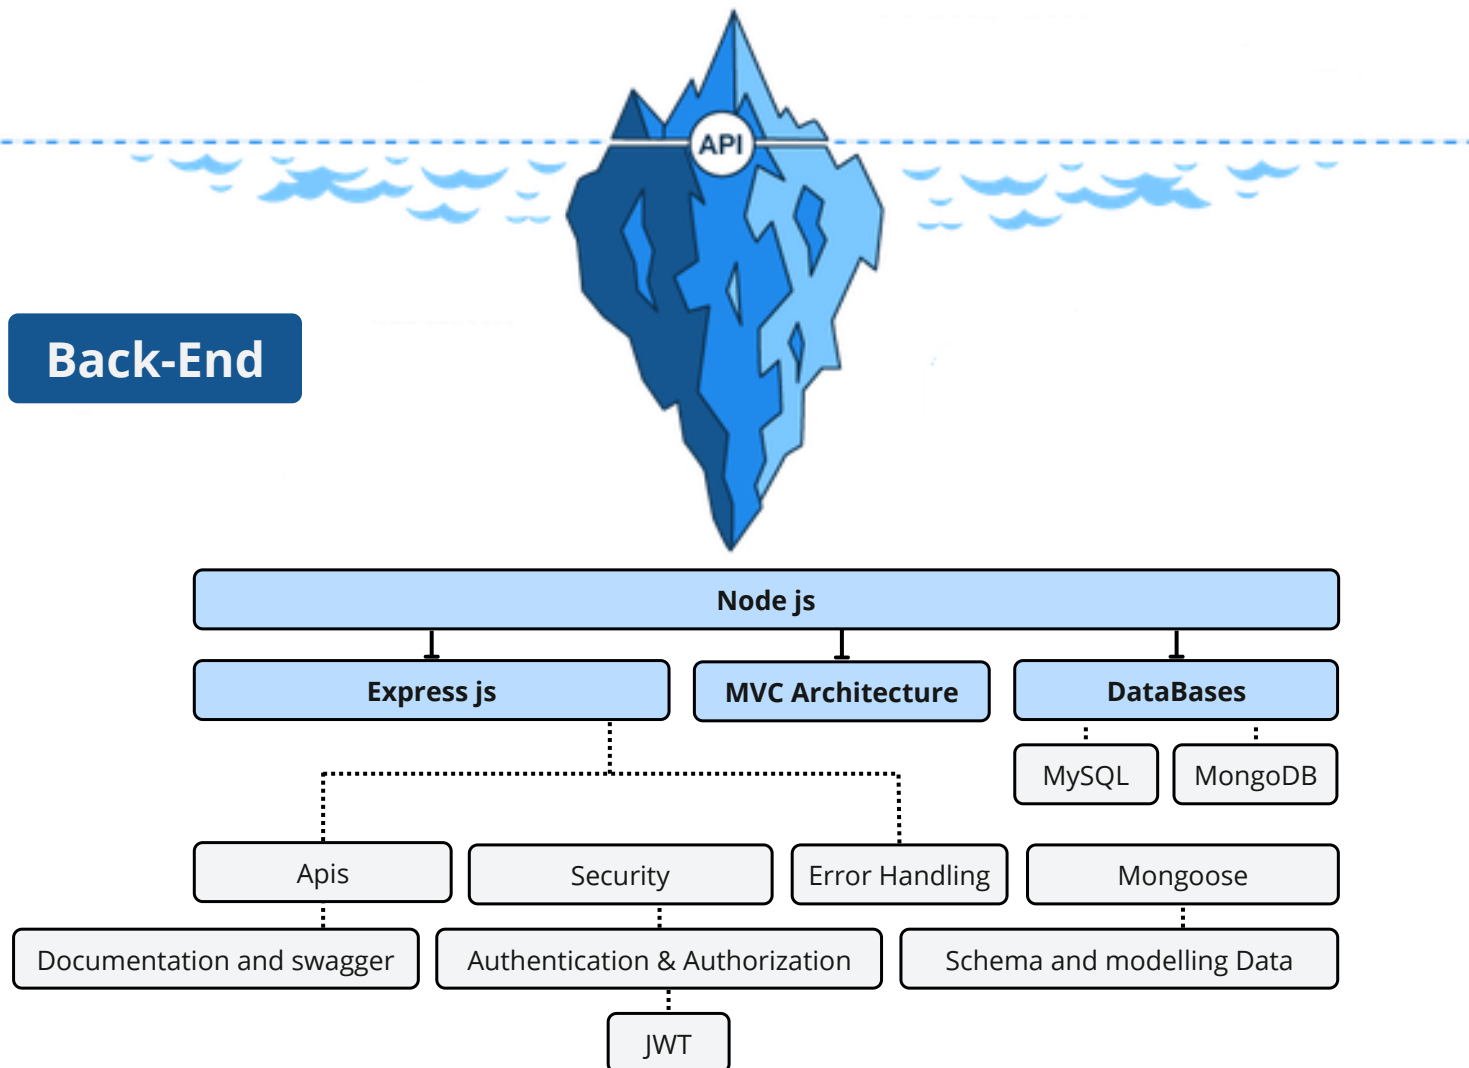 API
Back-End
Node js
Express js
MVC Architecture
DataBases
MySQL
MongoDB
Apis
Security
Error Handling
Mongoose
Documentation and swagger
Authentication & Authorization
Schema and modelling Data
JWT